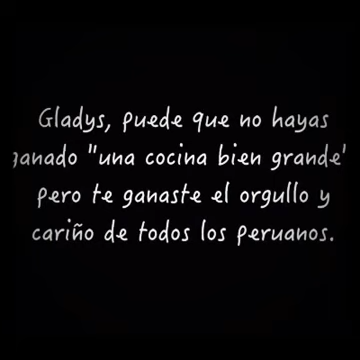 Gladys, puede que no hayas
ganado "una cocina bien grande"
pero te ganaste el orgullo y
cariño de todos los peruanos.